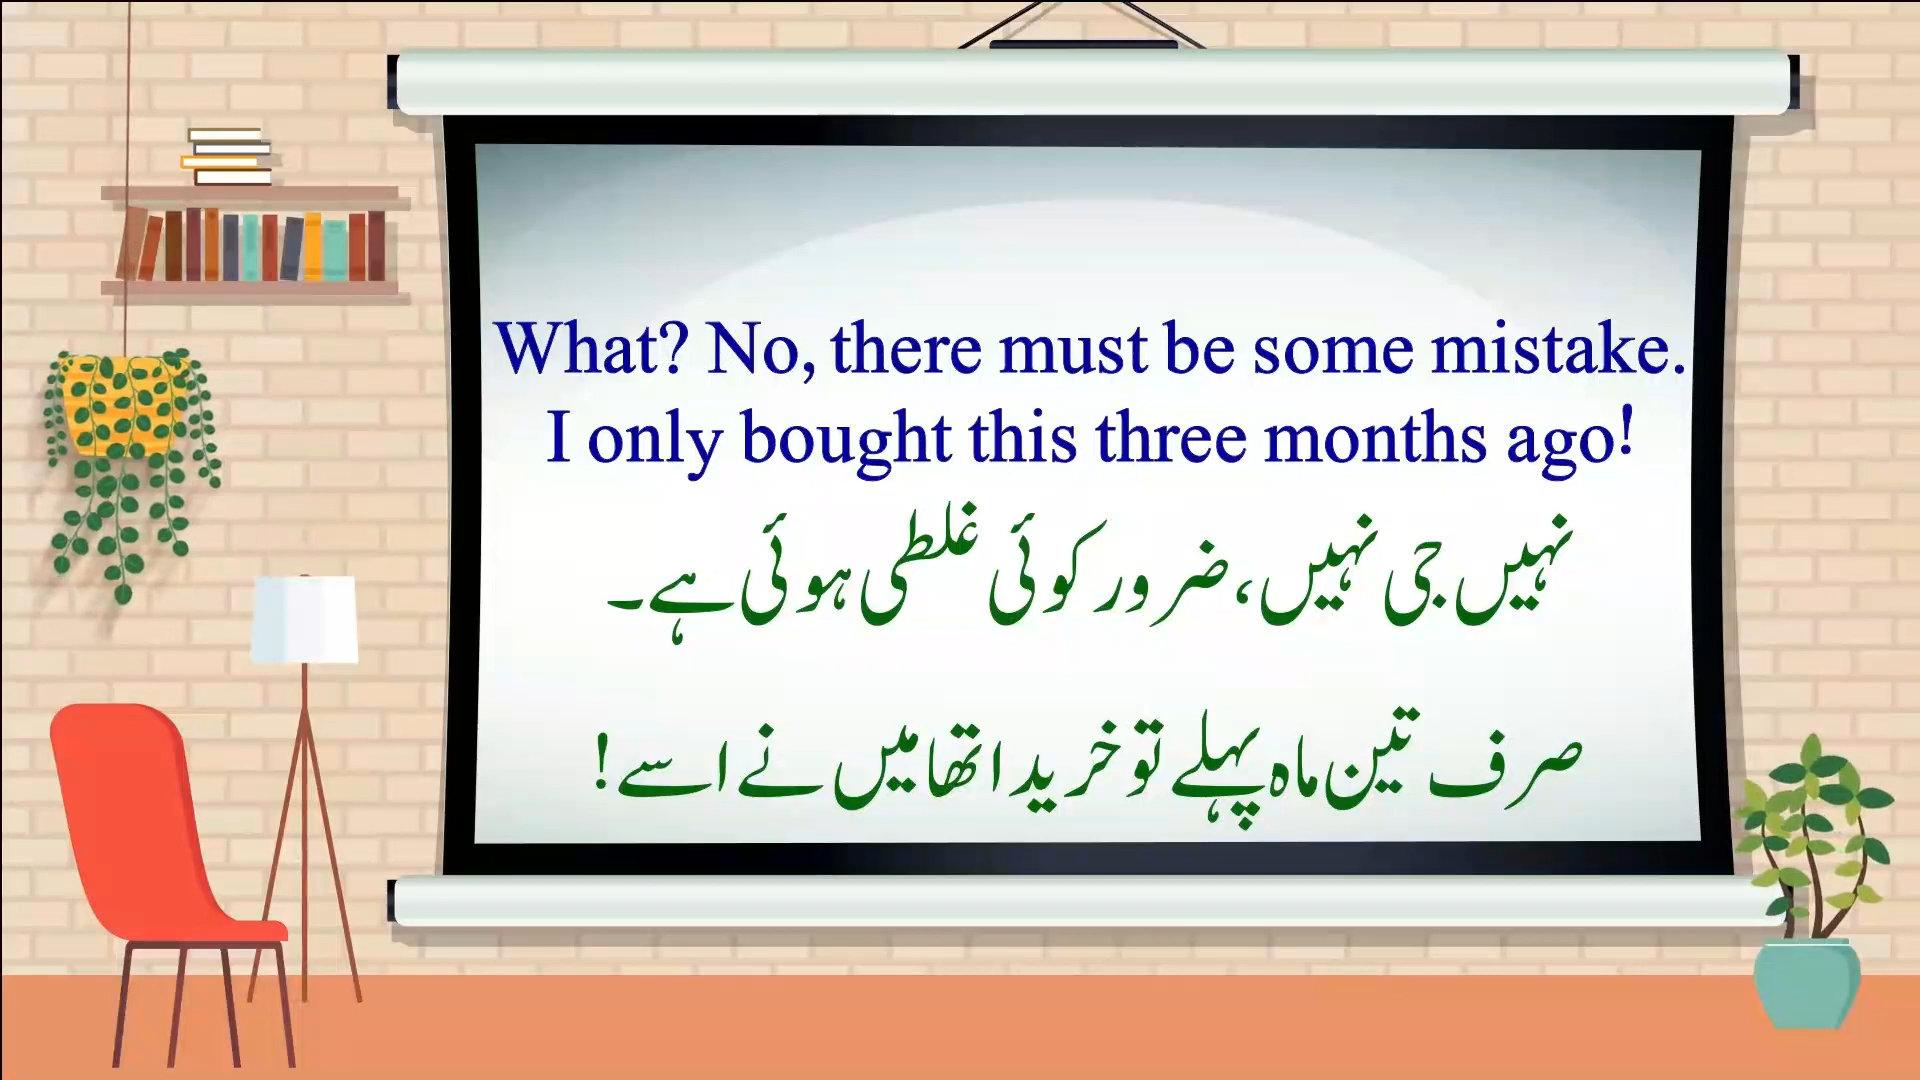 What? No, there must be some mistake.
I only bought this three months ago!
نہیں جی نہیں، ضرور کوئی غلطی ہوئی ہے۔
صرف تین ماہ پہلے تو خریدا تھا میں نے اسے!